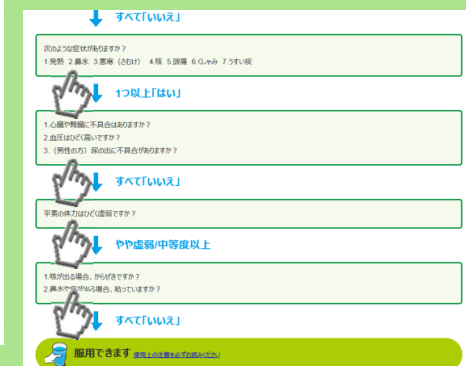 すべて「いいえ」
次のような症状がありますか？
1.発熱 2.鼻水 3.悪寒（さむけ） 4.咳 5.頭痛 6.くしゃみ 7.うすい痰
1つ以上「はい」
1.心臓や腎臓に不具合はありますか？
2.血圧はひどく高いですか？
3.（男性の方）尿の出に不具合がありますか？
すべて「いいえ」
平素の体力はひどく虚弱ですか？
やや虚弱/中等度以上
1.咳が出る場合、からぜきですか？
2.鼻水や痰が出る場合、粘っていますか？
すべて「いいえ」
服用できます 使用上の注意を必ずお読みください